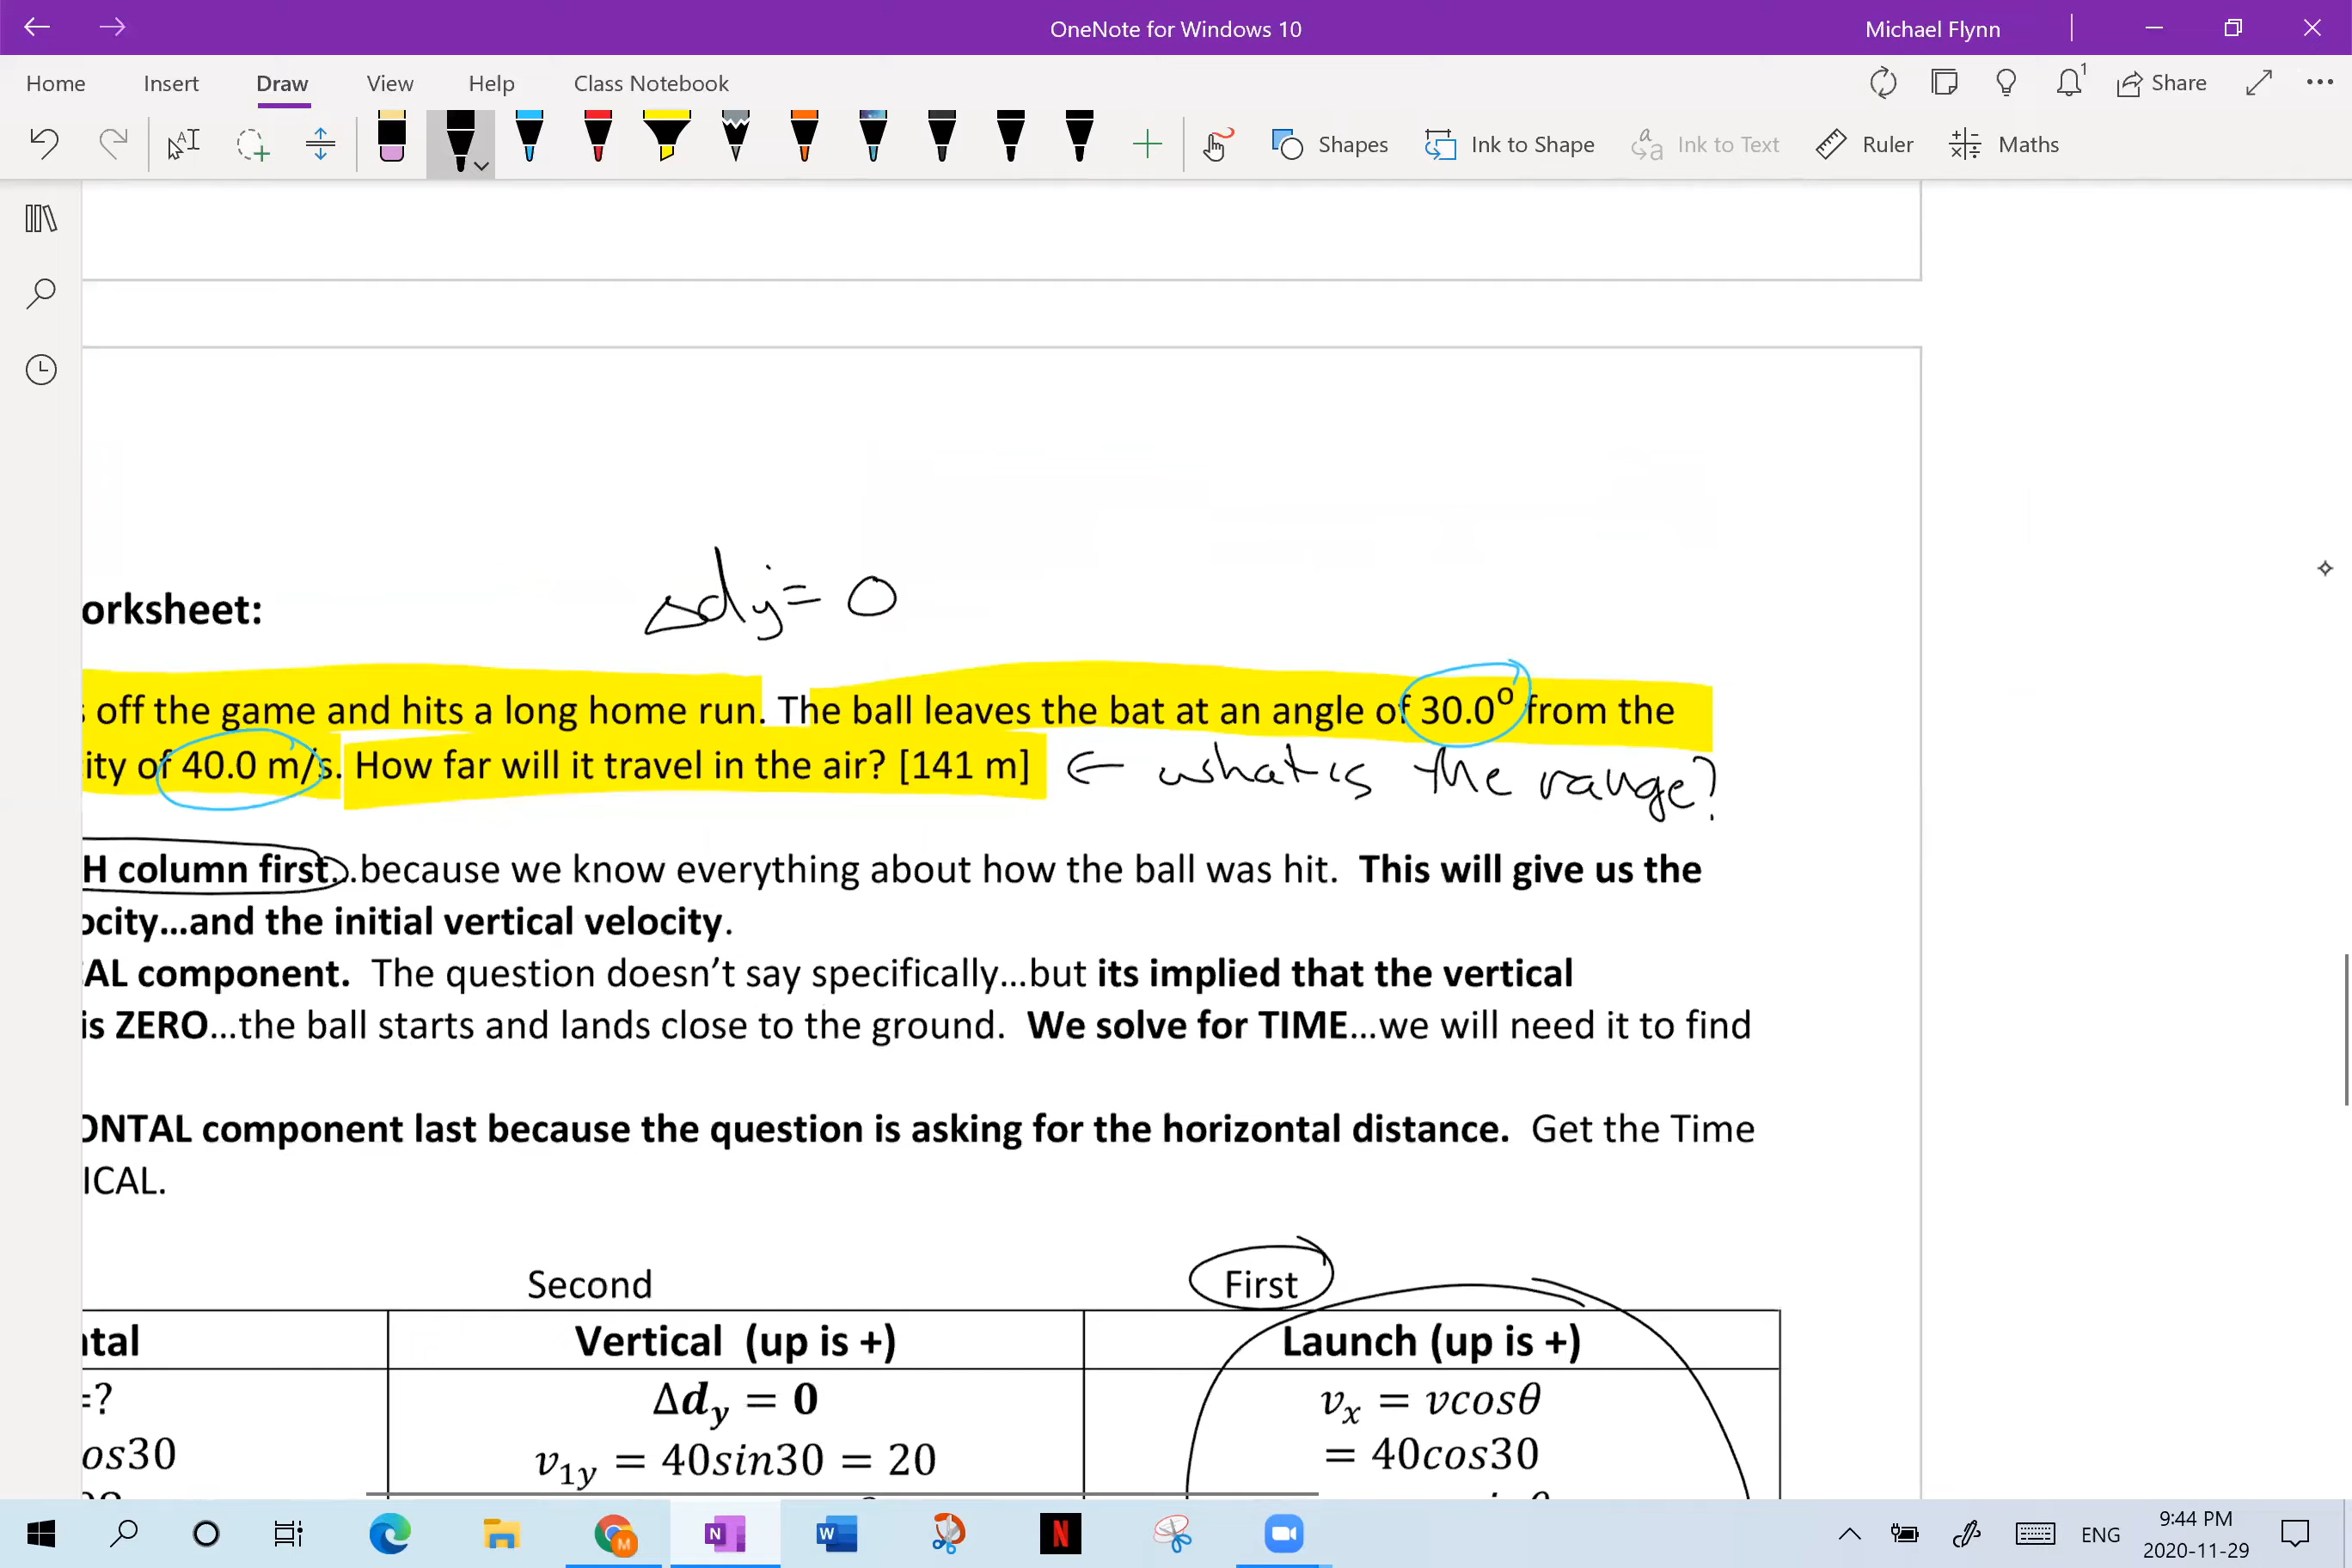 OneNote for Windows 10
Michael Flynn
Home Insert Draw View Help Class Notebook
1
Share
Shapes Ink to Shape Ink to Text Ruler Maths
Δdy = 0
orksheet:
off the game and hits a long home run. The ball leaves the bat at an angle of 30.0° from the
ity of 40.0 m/s. How far will it travel in the air? [141 m] ← what is the range?
H column first...because we know everything about how the ball was hit. This will give us the
ocity...and the initial vertical velocity.
AL component. The question doesn't say specifically...but its implied that the vertical
is ZERO...the ball starts and lands close to the ground. We solve for TIME...we will need it to find
ONTAL component last because the question is asking for the horizontal distance. Get the Time
ICAL.
Second First
ntal Vertical (up is +) Launch (up is +)
=? Δd_y = 0 v_x = vcosθ
os30 v_1y = 40sin30 = 20 = 40cos30
ENG
9:44 PM
2020-11-29